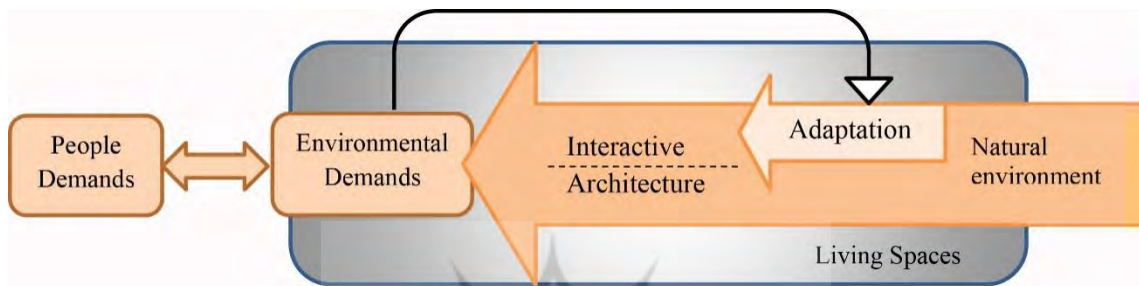 People
Demands
Environmental
Demands
Interactive
Architecture
Adaptation
Natural
environment
Living Spaces